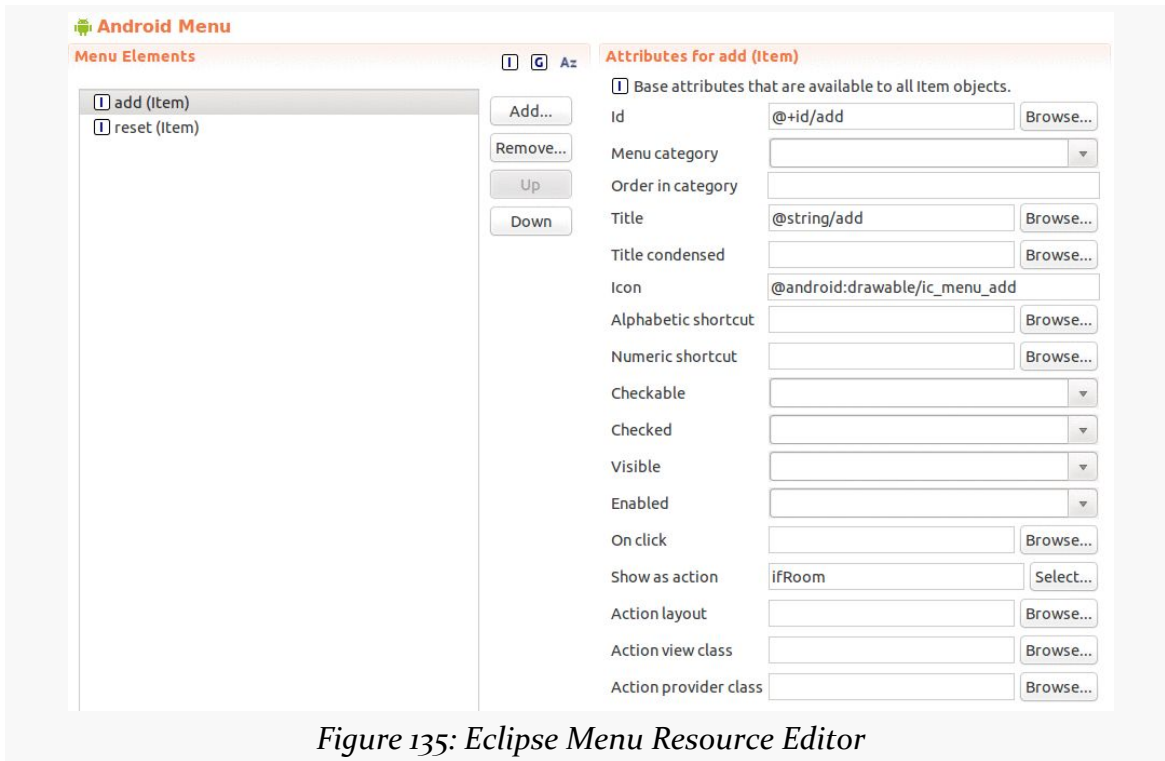 Android Menu
Menu Elements
I G Az
I add (Item)
I reset (Item)
Add...
Remove...
Up
Down
Attributes for add (Item)
I Base attributes that are available to all Item objects.
Id @+id/add Browse...
Menu category
Order in category
Title @string/add Browse...
Title condensed Browse...
Icon @android:drawable/ic_menu_add
Alphabetic shortcut Browse...
Numeric shortcut Browse...
Checkable
Checked
Visible
Enabled
On click Browse...
Show as action ifRoom Select...
Action layout Browse...
Action view class Browse...
Action provider class Browse...
Figure 135: Eclipse Menu Resource Editor